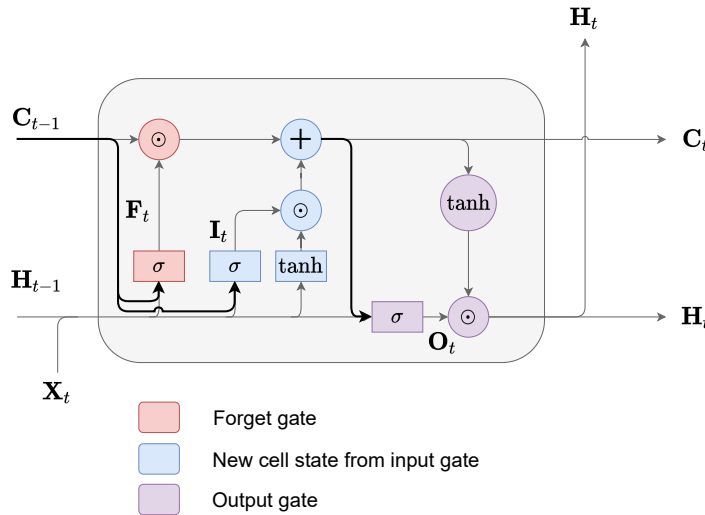 H_t
C_{t−1}
⊙
+
C_t
tanh
F_t
I_t
⊙
σ
σ
tanh
H_{t−1}
σ
⊙
H_t
O_t
X_t
Forget gate
New cell state from input gate
Output gate